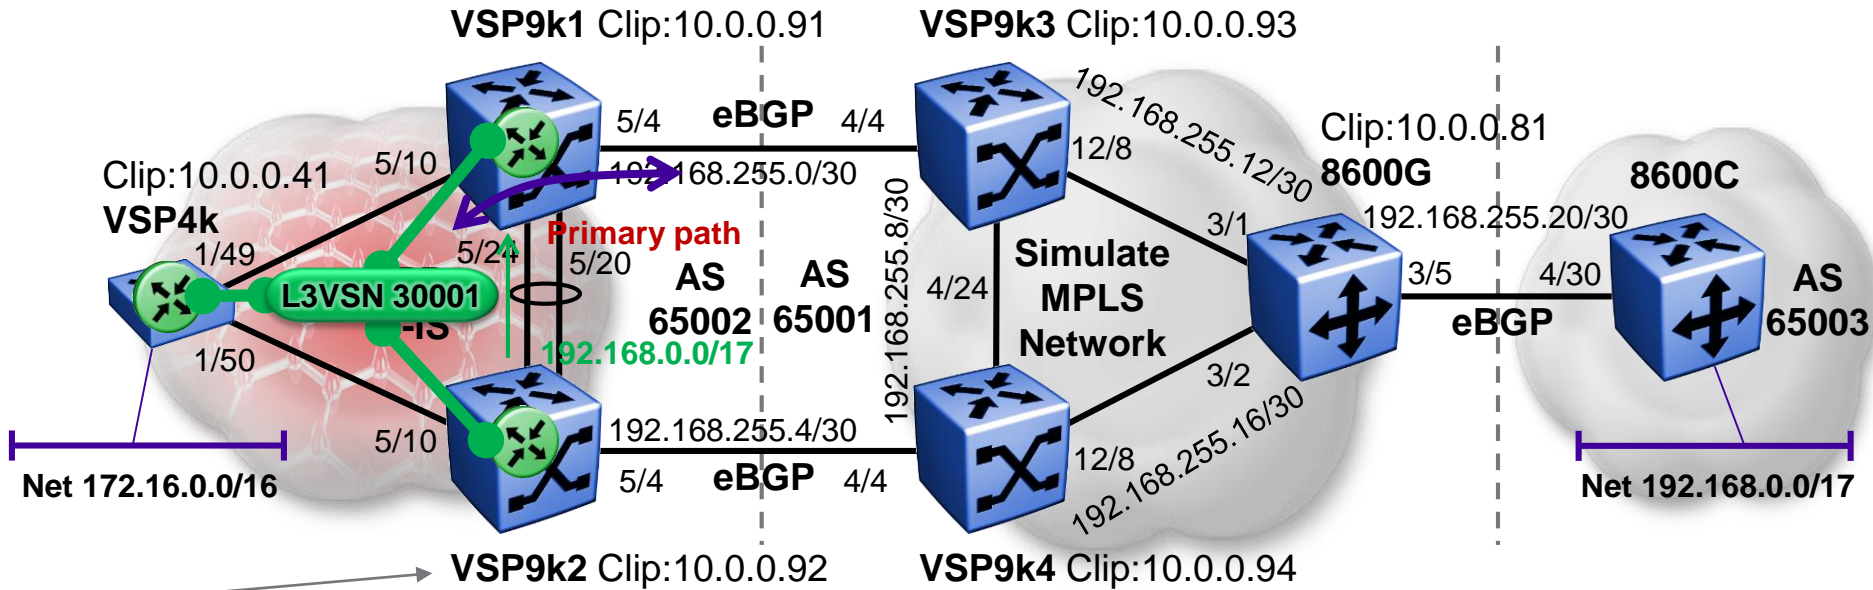 VSP9k1 Clip:10.0.0.91
VSP9k3 Clip:10.0.0.93
5/4
eBGP
4/4
192.168.255.0/30
192.168.255.12/30
12/8
Clip:10.0.0.81
8600G
8600C
Clip:10.0.0.41
VSP4k
5/10
1/49
5/24
Primary path
5/20
L3VSN 30001
-IS
AS
65002
AS
65001
192.168.0.0/17
192.168.255.8/30
4/24
Simulate
MPLS
Network
3/1
192.168.255.20/30
3/5
4/30
eBGP
AS
65003
1/50
3/2
5/10
192.168.255.4/30
5/4
eBGP
4/4
12/8
192.168.255.16/30
Net 172.16.0.0/16
Net 192.168.0.0/17
VSP9k2 Clip:10.0.0.92
VSP9k4 Clip:10.0.0.94